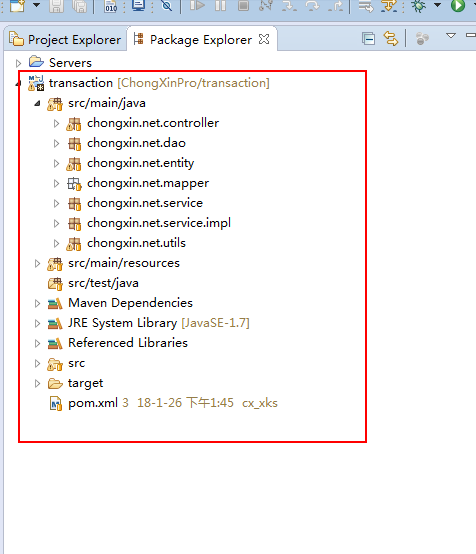 Project Explorer Package Explorer
Servers
transaction [ChongXinPro/transaction]
src/main/java
chongxin.net.controller
chongxin.net.dao
chongxin.net.entity
chongxin.net.mapper
chongxin.net.service
chongxin.net.service.impl
chongxin.net.utils
src/main/resources
src/test/java
Maven Dependencies
JRE System Library [JavaSE-1.7]
Referenced Libraries
src
target
pom.xml 3 18-1-26 下午1:45 cx_xks